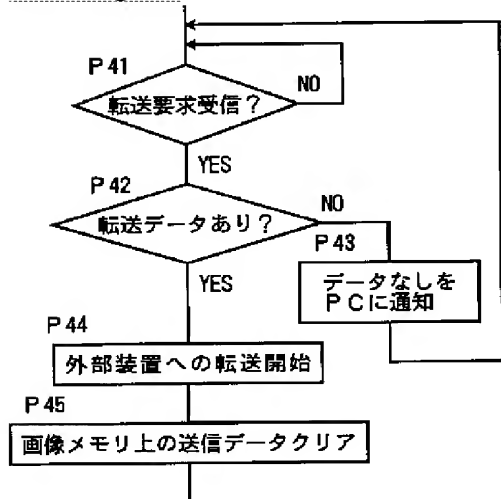 P41
転送要求受信?
NO
YES
P42
転送データあり?
NO
P43
データなしを
PCに通知
YES
P44
外部装置への転送開始
P45
画像メモリ上の送信データクリア